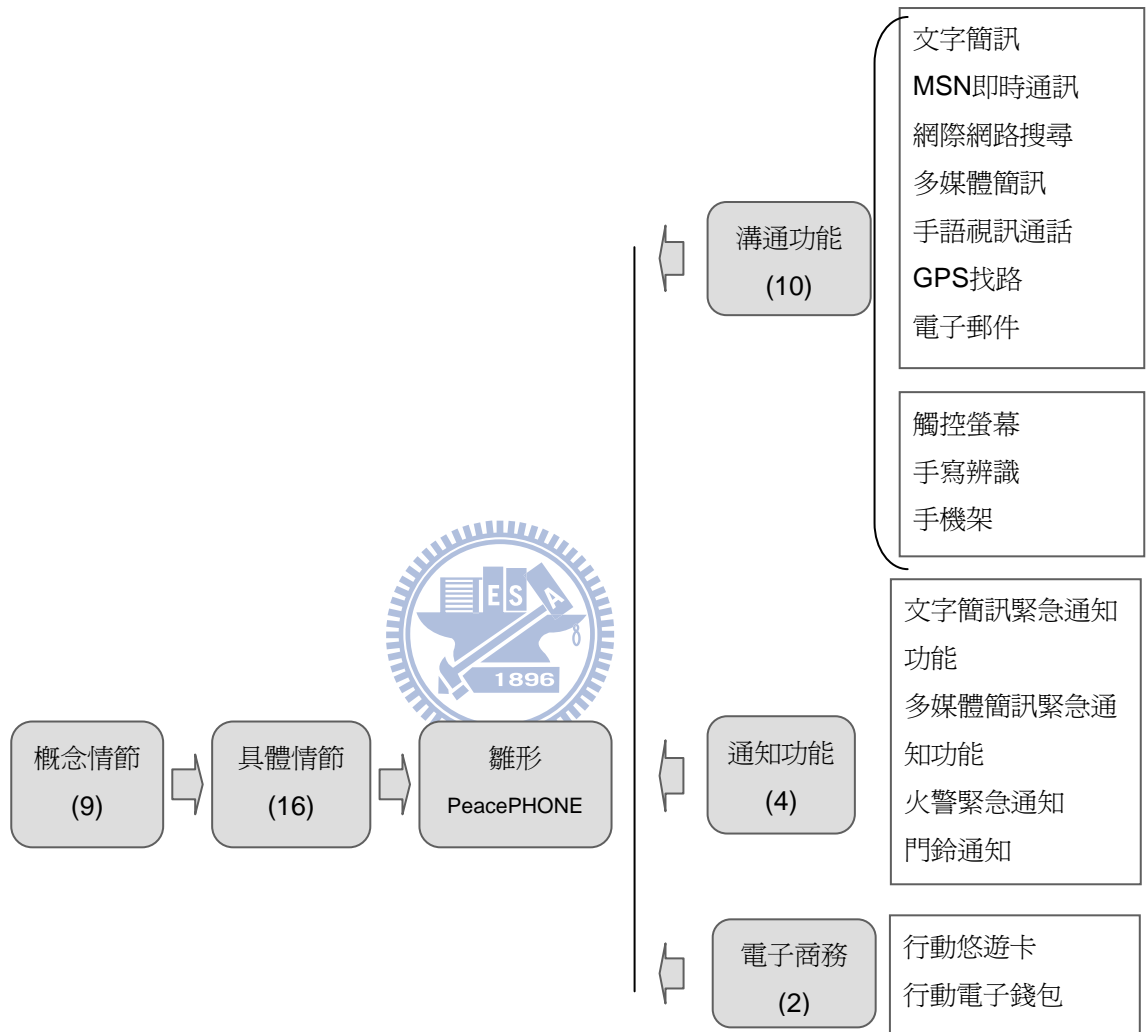 文字簡訊
MSN即時通訊
網際網路搜尋
多媒體簡訊
手語視訊通話
GPS找路
電子郵件
溝通功能
(10)
觸控螢幕
手寫辨識
手機架
E S A
1896
文字簡訊緊急通知
功能
多媒體簡訊緊急通
知功能
火警緊急通知
門鈴通知
概念情節
(9)
具體情節
(16)
雛形
PeacePHONE
通知功能
(4)
電子商務
(2)
行動悠遊卡
行動電子錢包